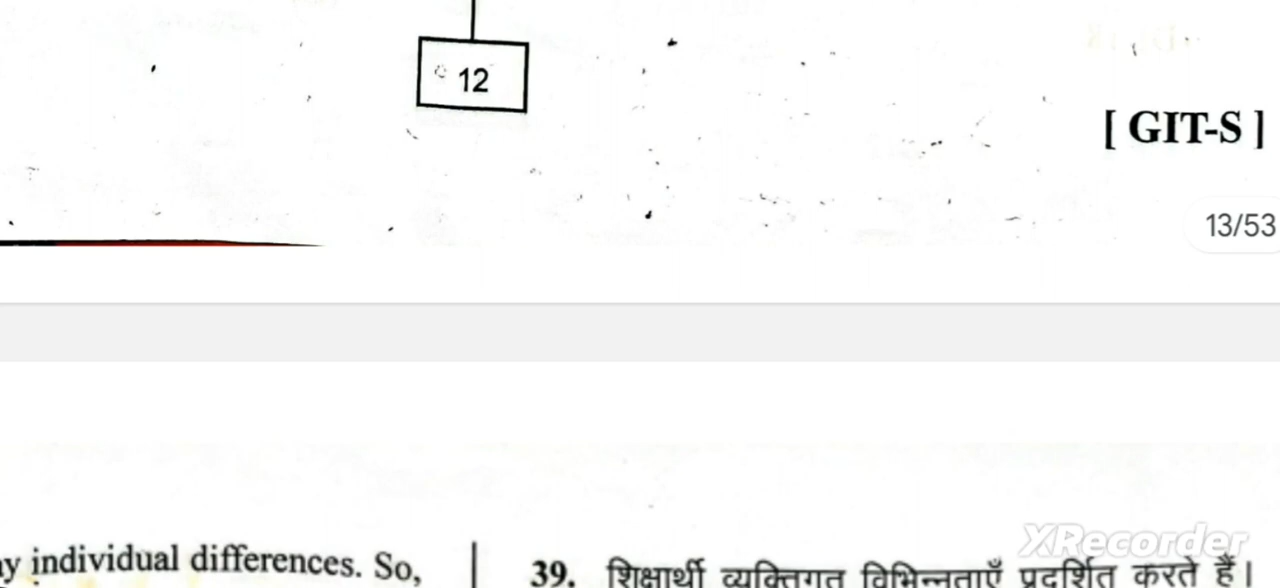 12
[ GIT-S ]
13/53
XRecorder
individual differences. So,
39. शिक्षार्थी व्यक्तिगत विभिन्नताएँ प्रदर्शित करते हैं।